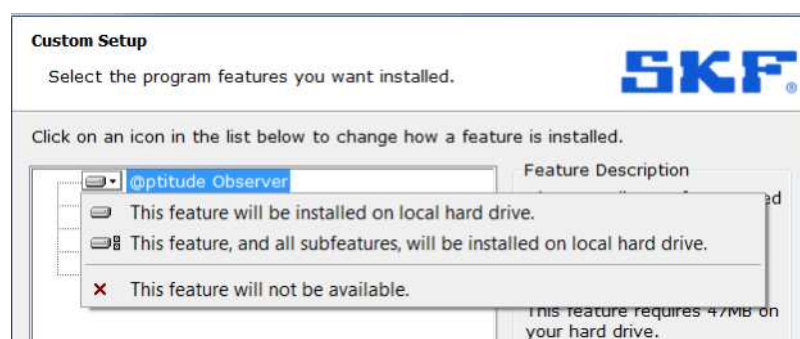 Custom Setup
Select the program features you want installed.
SKF®
Click on an icon in the list below to change how a feature is installed.
@ptitude Observer
Feature Description
This feature will be installed on local hard drive.
This feature, and all subfeatures, will be installed on local hard drive.
This feature will not be available.
This feature requires 47MB on
your hard drive.